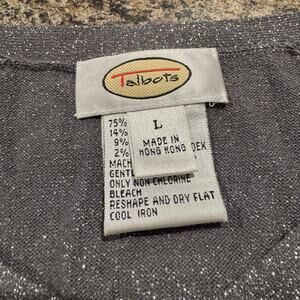 Talbots
L
MADE IN
HONG KONG
75%
14%
9%
2% DEX
MACH
GENTL
ONLY NON CHLORINE
BLEACH
RESHAPE AND DRY FLAT
COOL IRON